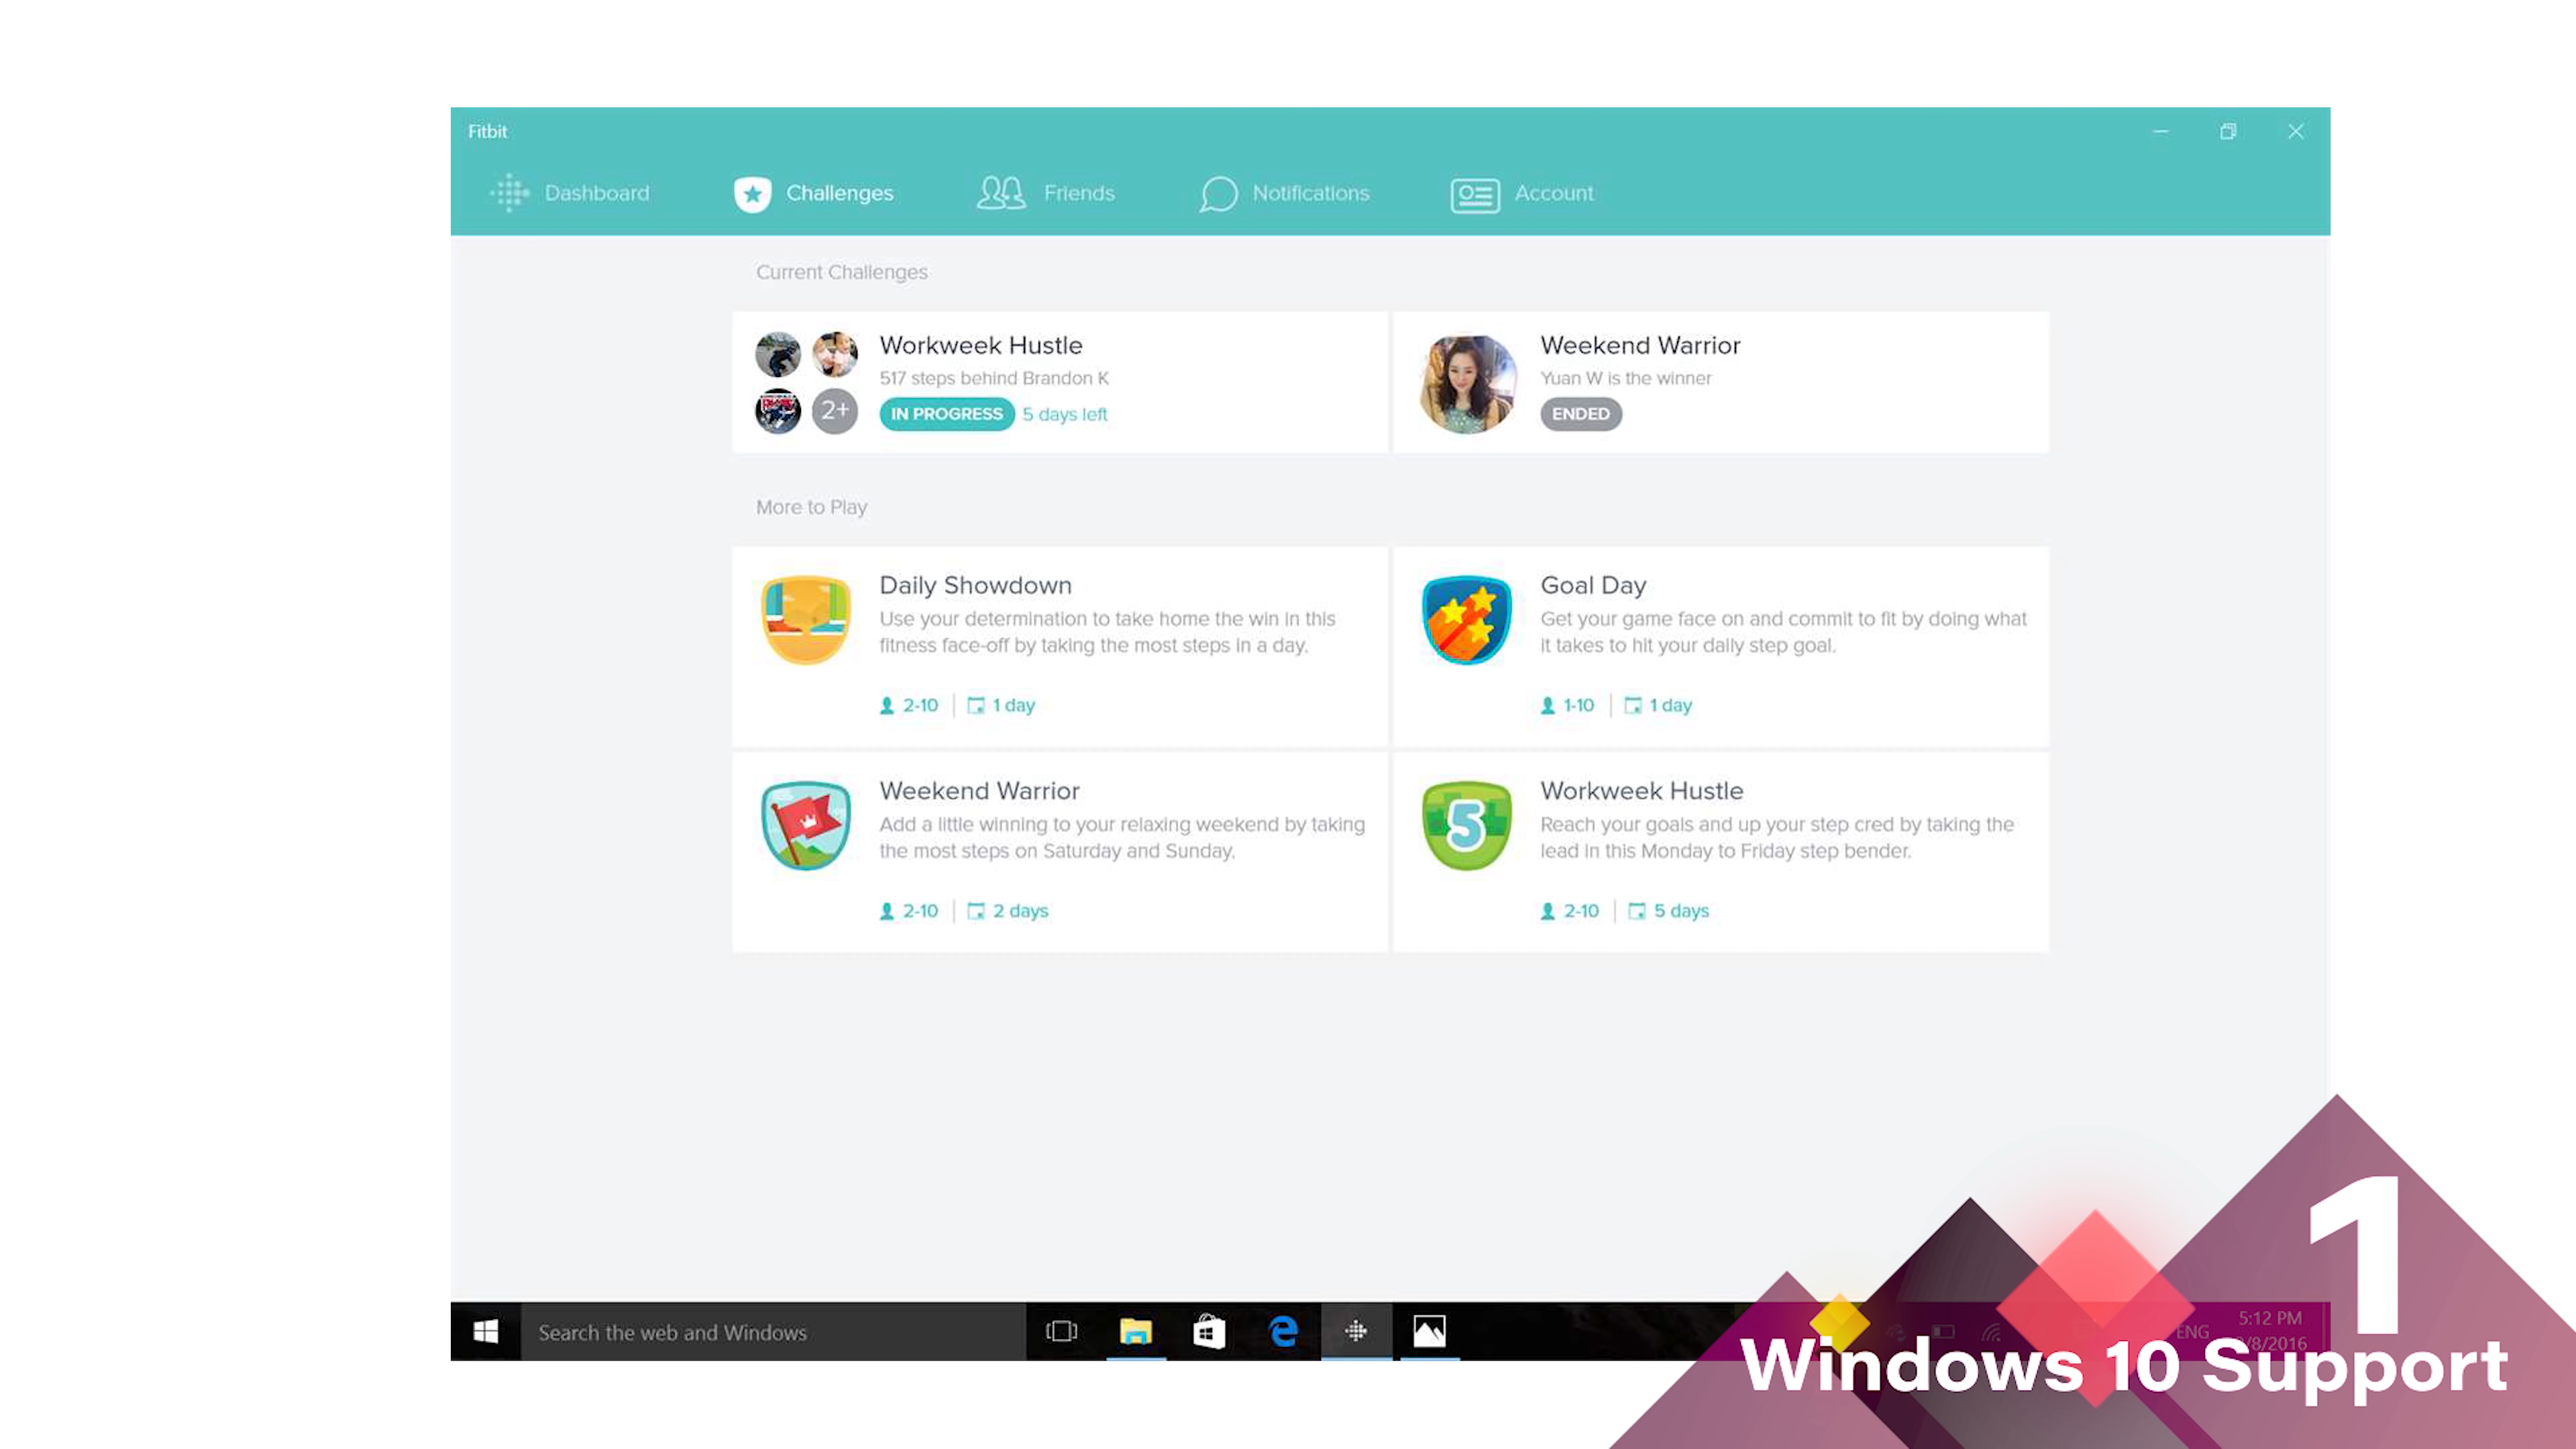 Fitbit
Dashboard
Challenges
Friends
Notifications
Account
Current Challenges
Workweek Hustle
517 steps behind Brandon K
2+
IN PROGRESS 5 days left
Weekend Warrior
Yuan W is the winner
ENDED
More to Play
Daily Showdown
Use your determination to take home the win in this
fitness face-off by taking the most steps in a day.
2-10 1 day
Goal Day
Get your game face on and commit to fit by doing what
it takes to hit your daily step goal.
1-10 1 day
Weekend Warrior
Add a little winning to your relaxing weekend by taking
the most steps on Saturday and Sunday.
2-10 2 days
5
Workweek Hustle
Reach your goals and up your step cred by taking the
lead in this Monday to Friday step bender.
2-10 5 days
Search the web and Windows
ENG
5:12 PM
/8/2016
1
Windows 10 Support